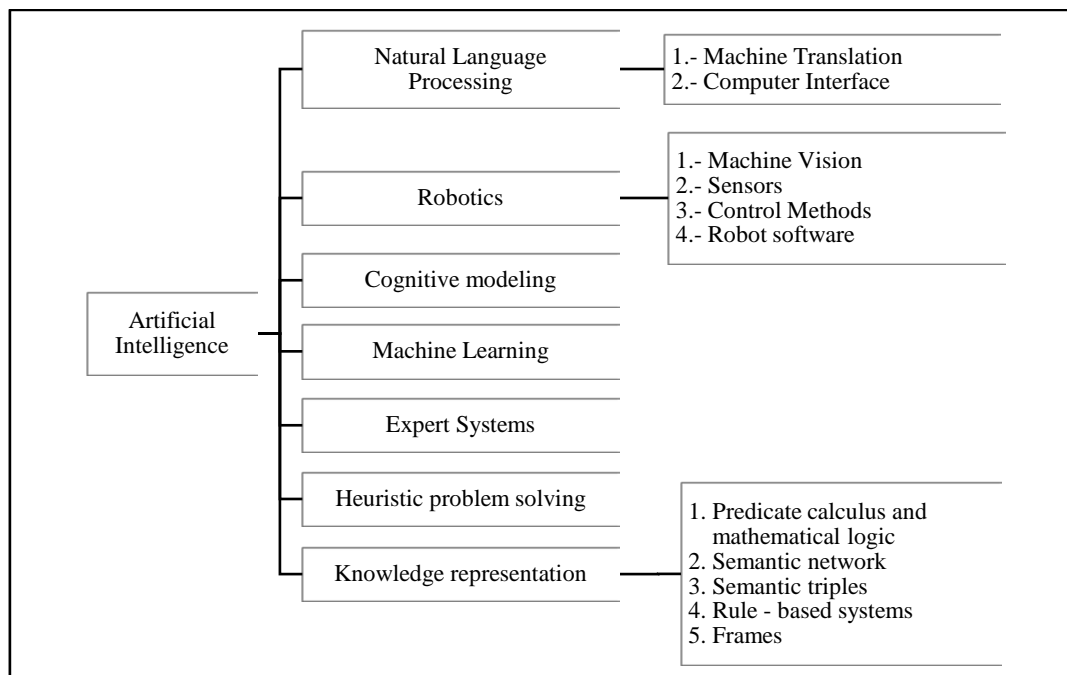 Natural Language
Processing
1.- Machine Translation
2.- Computer Interface
Robotics
1.- Machine Vision
2.- Sensors
3.- Control Methods
4.- Robot software
Cognitive modeling
Artificial
Intelligence
Machine Learning
Expert Systems
Heuristic problem solving
Knowledge representation
1. Predicate calculus and
mathematical logic
2. Semantic network
3. Semantic triples
4. Rule - based systems
5. Frames